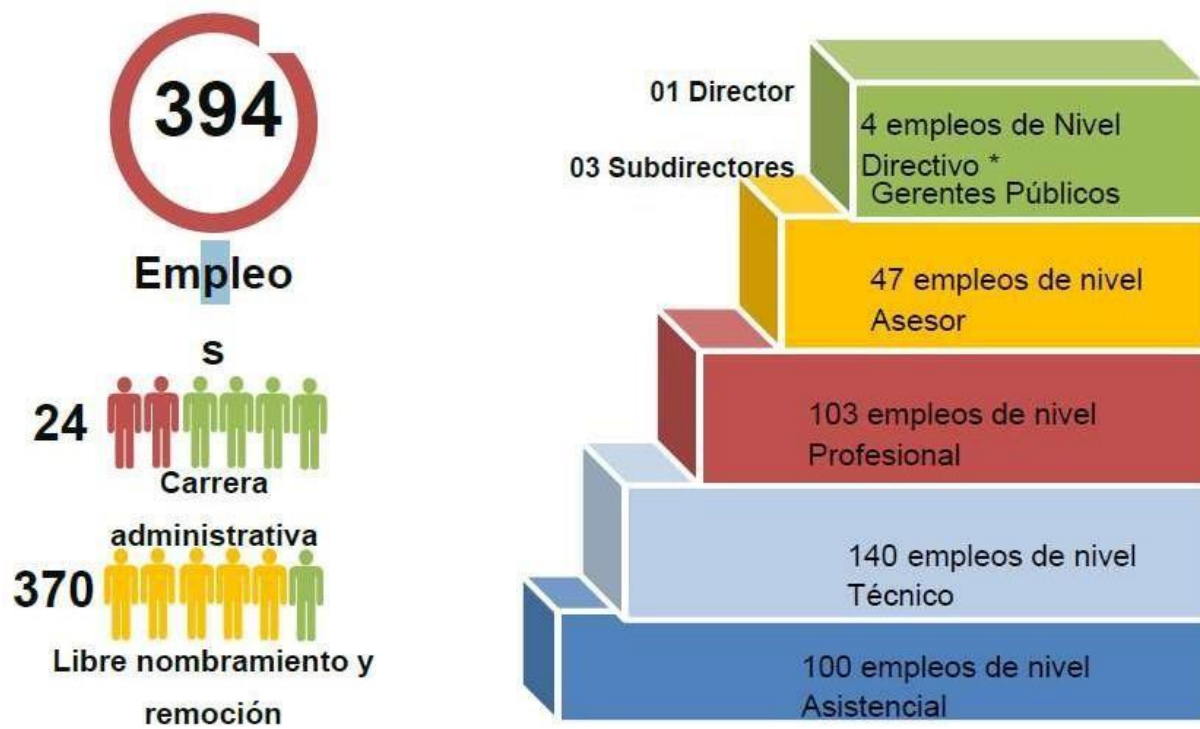 394
Empleo
s
24
Carrera
administrativa
370
Libre nombramiento y
remoción
01 Director
03 Subdirectores
4 empleos de Nivel
Directivo *
Gerentes Públicos
47 empleos de nivel
Asesor
103 empleos de nivel
Profesional
140 empleos de nivel
Técnico
100 empleos de nivel
Asistencial